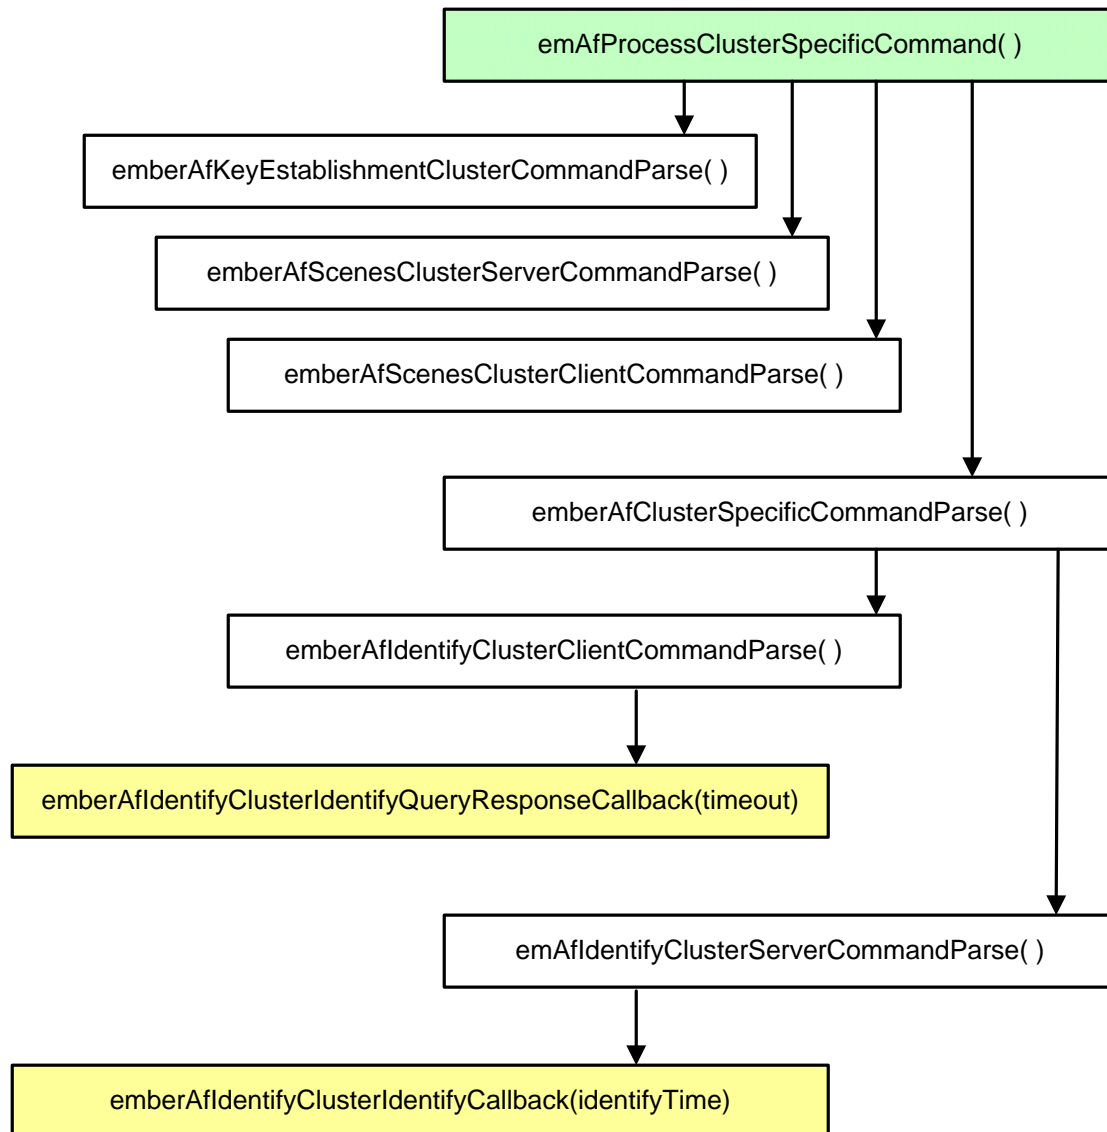 emAfProcessClusterSpecificCommand( )
emberAfKeyEstablishmentClusterCommandParse( )
emberAfScenesClusterServerCommandParse( )
emberAfScenesClusterClientCommandParse( )
emberAfClusterSpecificCommandParse( )
emberAfIdentifyClusterClientCommandParse( )
emberAfIdentifyClusterIdentifyQueryResponseCallback(timeout)
emAfIdentifyClusterServerCommandParse( )
emberAfIdentifyClusterIdentifyCallback(identifyTime)